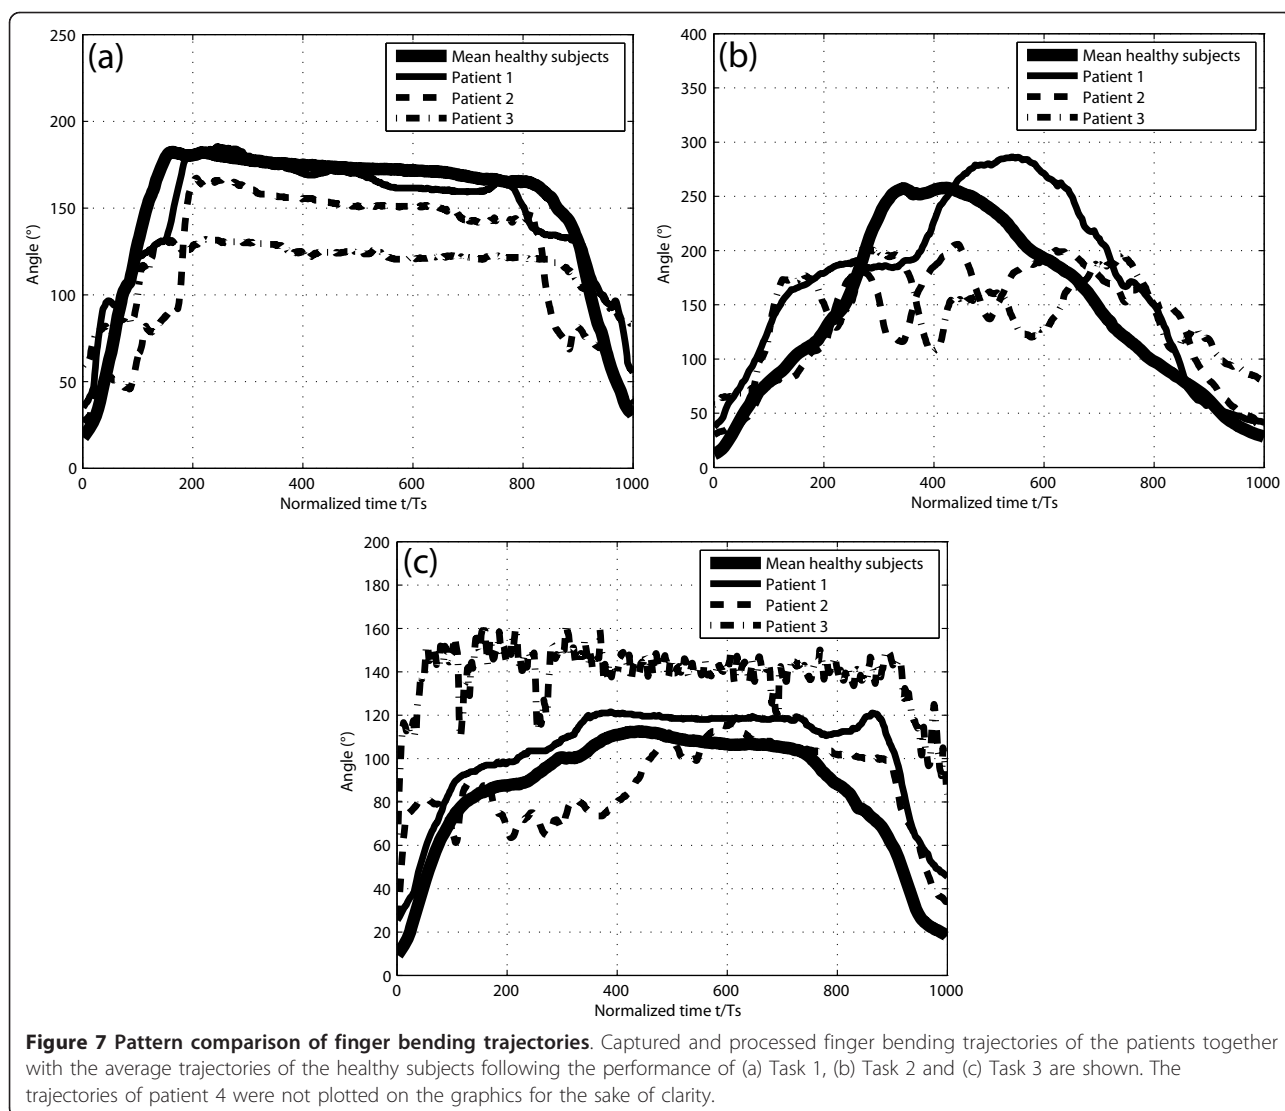 (a)
Mean healthy subjects
Patient 1
Patient 2
Patient 3
250
200
150
100
50
0
Angle (°)
0 200 400 600 800 1000
Normalized time t/Ts
(b)
Mean healthy subjects
Patient 1
Patient 2
Patient 3
400
350
300
250
200
150
100
50
0
Angle (°)
0 200 400 600 800 1000
Normalized time t/Ts
(c)
Mean healthy subjects
Patient 1
Patient 2
Patient 3
200
180
160
140
120
100
80
60
40
20
0
Angle (°)
0 200 400 600 800 1000
Normalized time t/Ts
Figure 7 Pattern comparison of finger bending trajectories. Captured and processed finger bending trajectories of the patients together
with the average trajectories of the healthy subjects following the performance of (a) Task 1, (b) Task 2 and (c) Task 3 are shown. The
trajectories of patient 4 were not plotted on the graphics for the sake of clarity.